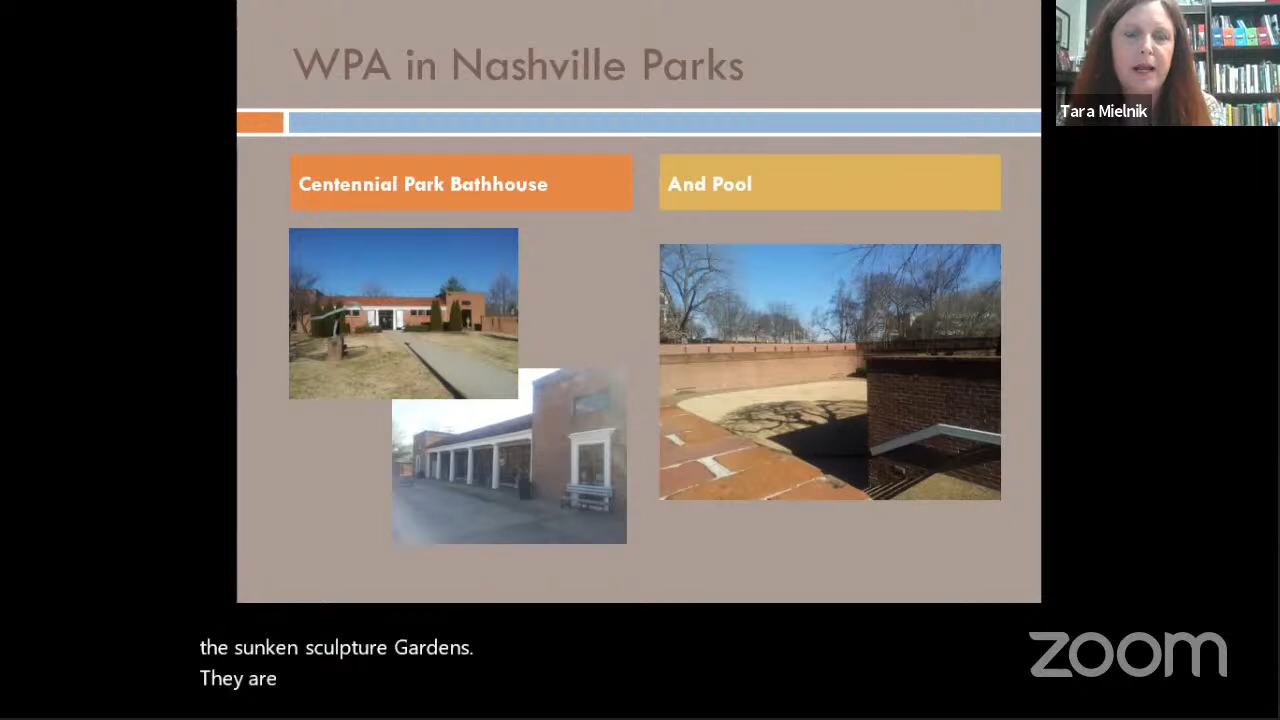 WPA in Nashville Parks
Tara Mielnik
Centennial Park Bathhouse
And Pool
the sunken sculpture Gardens.
They are
zoom